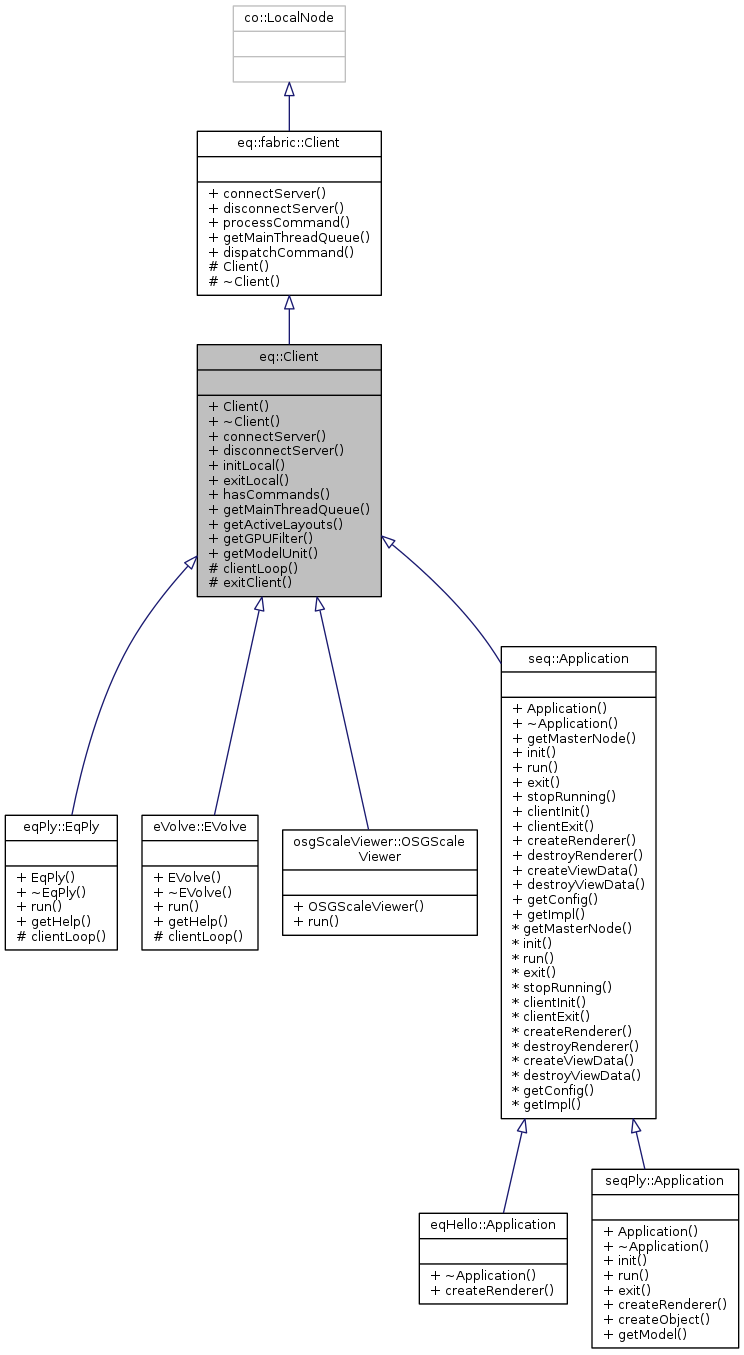 co::LocalNode
eq::fabric::Client
+ connectServer()
+ disconnectServer()
+ processCommand()
+ getMainThreadQueue()
+ dispatchCommand()
# Client()
# ~Client()
eq::Client
+ Client()
+ ~Client()
+ connectServer()
+ disconnectServer()
+ initLocal()
+ exitLocal()
+ hasCommands()
+ getMainThreadQueue()
+ getActiveLayouts()
+ getGPUFilter()
+ getModelUnit()
# clientLoop()
# exitClient()
eqPly::EqPly
+ EqPly()
+ ~EqPly()
+ run()
+ getHelp()
# clientLoop()
eVolve::EVolve
+ EVolve()
+ ~EVolve()
+ run()
+ getHelp()
# clientLoop()
osgScaleViewer::OSGScale
Viewer
+ OSGScaleViewer()
+ run()
seq::Application
+ Application()
+ ~Application()
+ getMasterNode()
+ init()
+ run()
+ exit()
+ stopRunning()
+ clientInit()
+ clientExit()
+ createRenderer()
+ destroyRenderer()
+ createViewData()
+ destroyViewData()
+ getConfig()
+ getImpl()
* getMasterNode()
* init()
* run()
* exit()
* stopRunning()
* clientInit()
* clientExit()
* createRenderer()
* destroyRenderer()
* createViewData()
* destroyViewData()
* getConfig()
* getImpl()
eqHello::Application
+ ~Application()
+ createRenderer()
seqPly::Application
+ Application()
+ ~Application()
+ init()
+ run()
+ exit()
+ createRenderer()
+ createObject()
+ getModel()